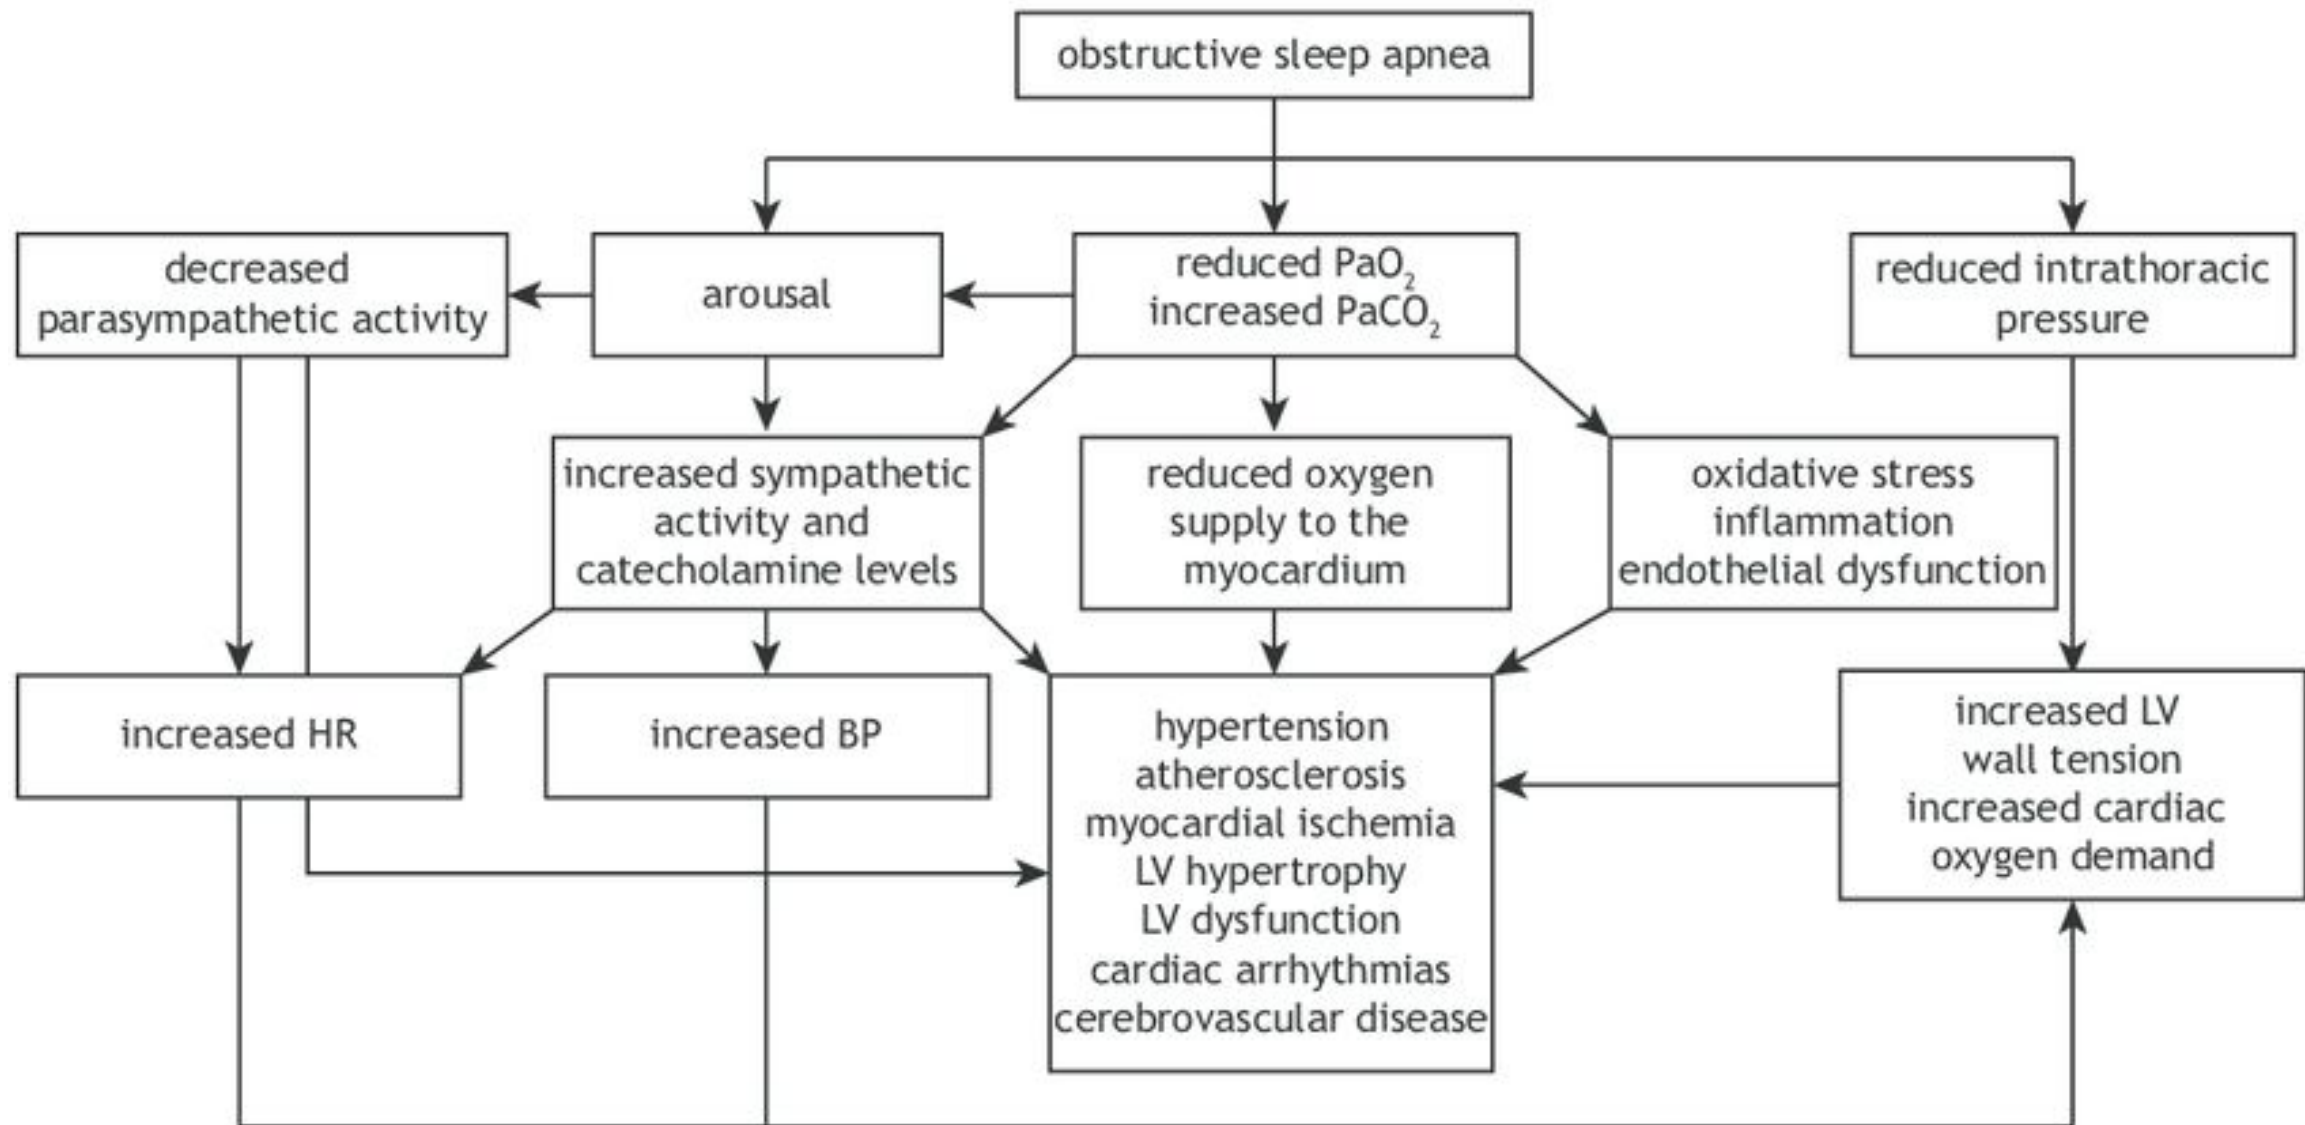 obstructive sleep apnea
decreased
parasympathetic activity
arousal
reduced PaO₂
increased PaCO₂
reduced intrathoracic
pressure
increased sympathetic
activity and
catecholamine levels
reduced oxygen
supply to the
myocardium
oxidative stress
inflammation
endothelial dysfunction
increased HR
increased BP
hypertension
atherosclerosis
myocardial ischemia
LV hypertrophy
LV dysfunction
cardiac arrhythmias
cerebrovascular disease
increased LV
wall tension
increased cardiac
oxygen demand